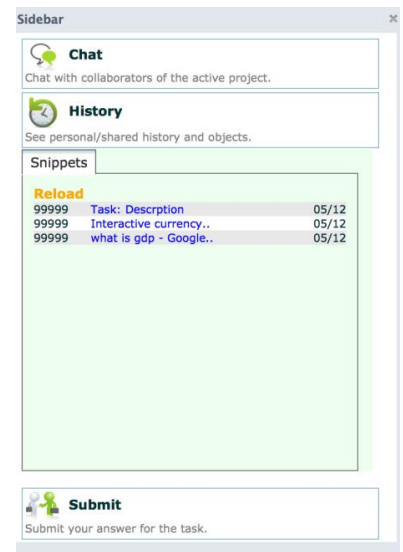 Sidebar
Chat
Chat with collaborators of the active project.
History
See personal/shared history and objects.
Snippets
Reload
99999 Task: Descrption 05/12
99999 Interactive currency.. 05/12
99999 what is gdp - Google.. 05/12
Submit
Submit your answer for the task.